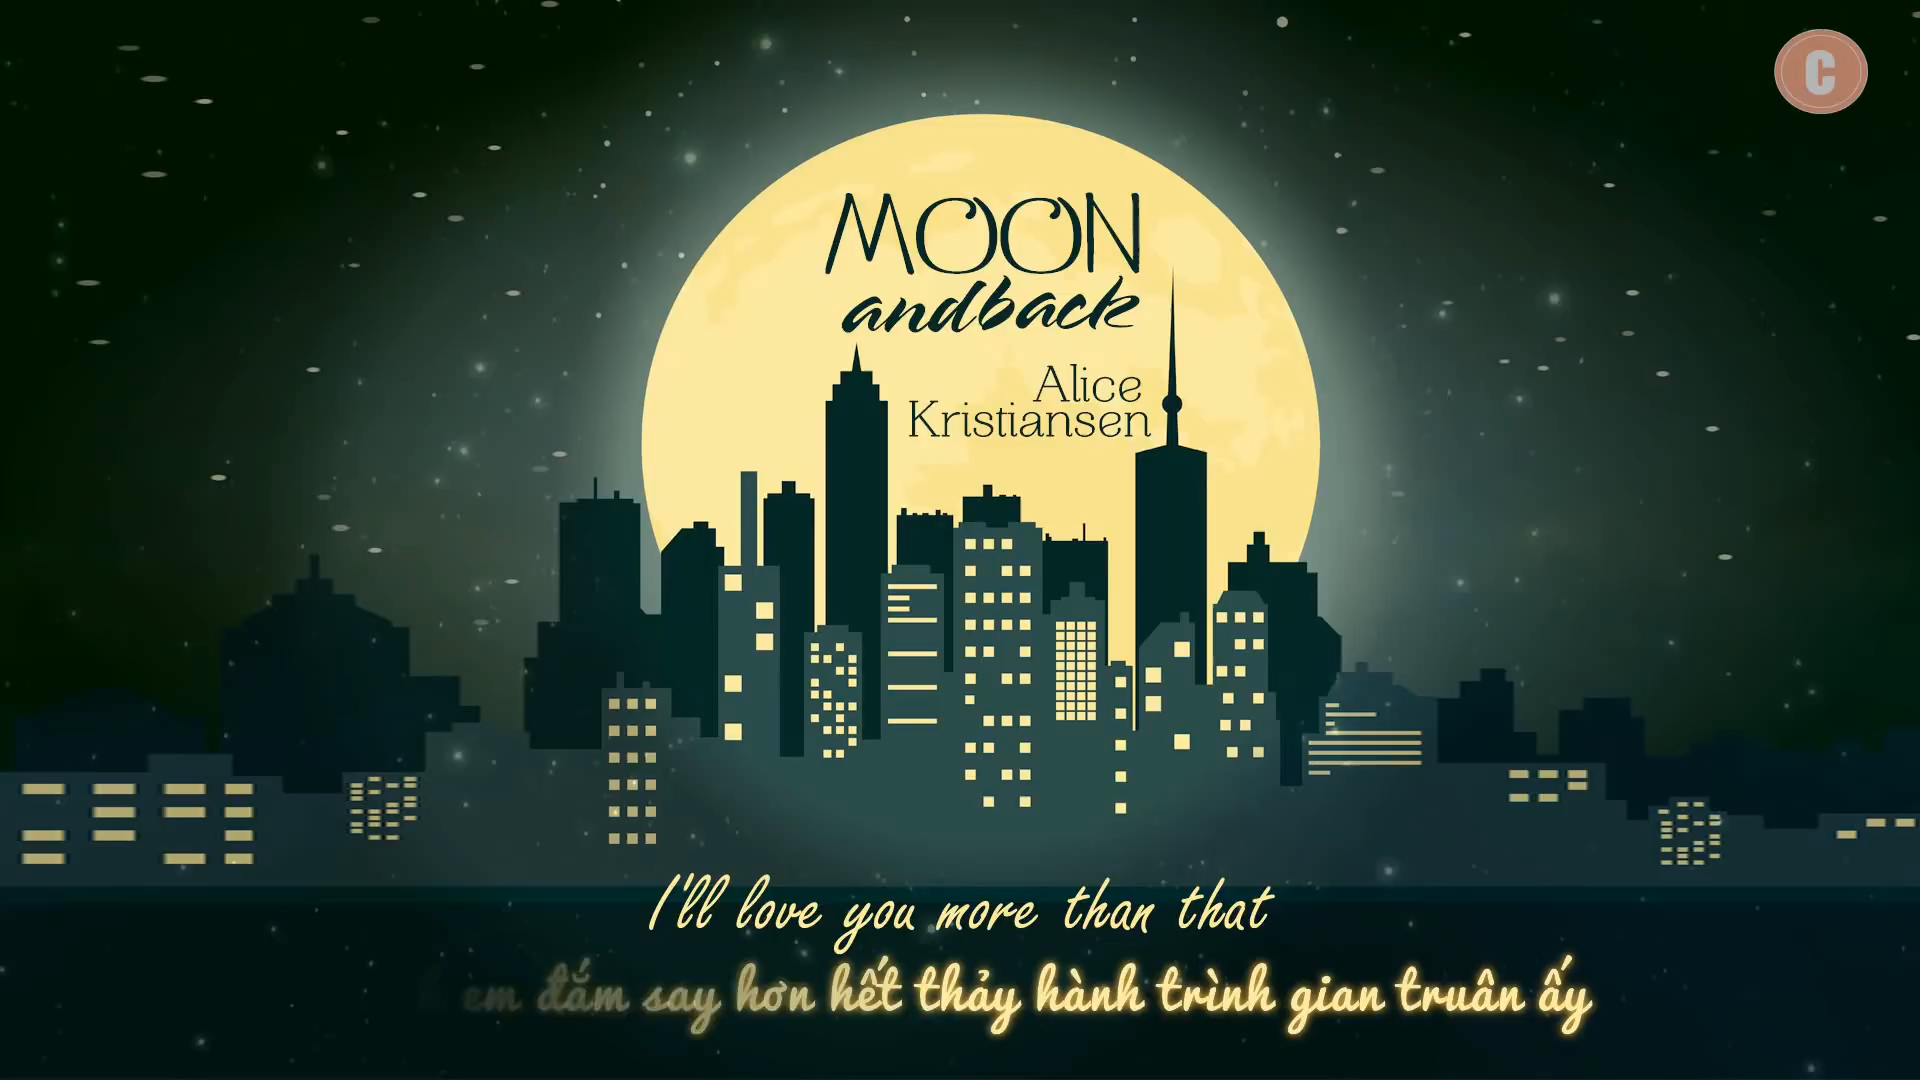 C
MOON
andback
Alice
Kristiansen
I'll love you more than that
em đắm say hơn hết thảy hành trình gian truân ấy